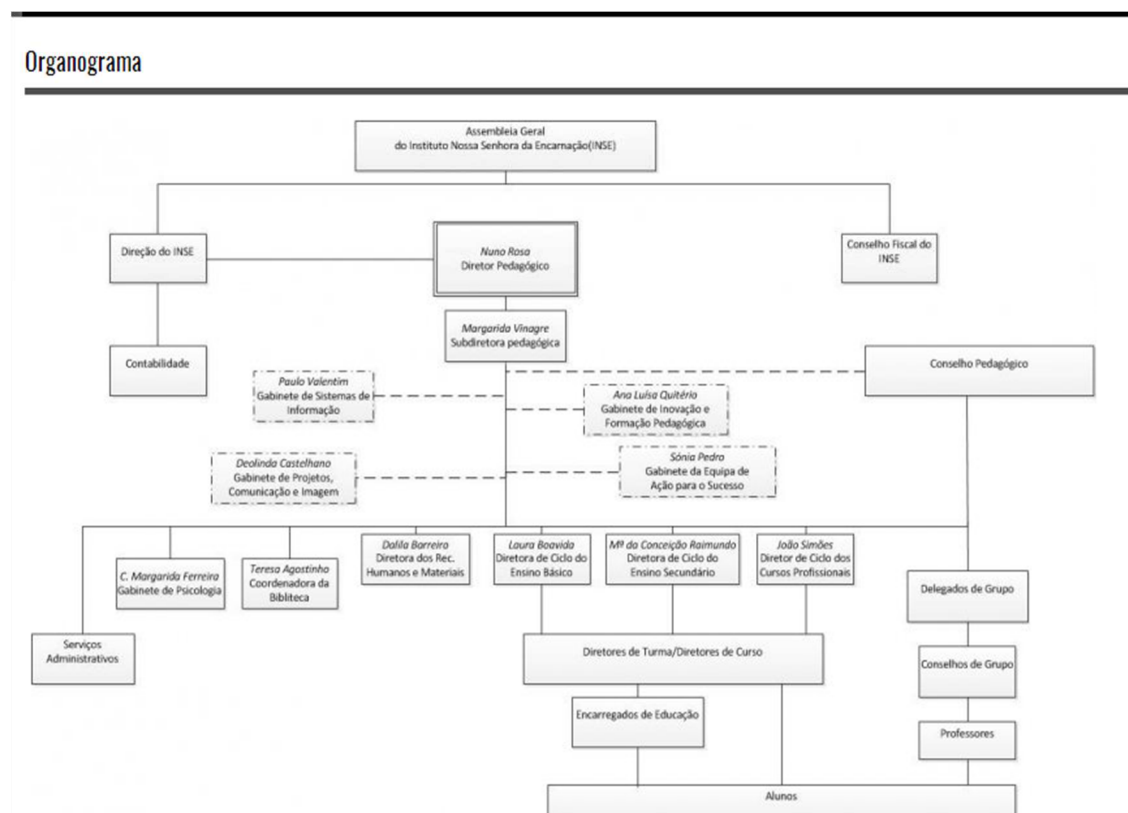 Organograma
Assembleia Geral
do Instituto Nossa Senhora da Encarnação(INSE)
Direção do INSE
Nuno Rosa
Diretor Pedagógico
Conselho Fiscal do
INSE
Margarida Vinagre
Subdiretora pedagógica
Contabilidade
Conselho Pedagógico
Paulo Valentim
Gabinete de Sistemas de
Informação
Ana Luísa Quitério
Gabinete de Inovação e
Formação Pedagógica
Deolinda Castelhano
Gabinete de Projetos,
Comunicação e Imagem
Sónia Pedro
Gabinete da Equipa de
Ação para o Sucesso
C. Margarida Ferreira
Gabinete de Psicologia
Teresa Agostinho
Coordenadora da
Bibliteca
Dalila Barreira
Diretora dos Rec.
Humanos e Materiais
Laura Boavida
Diretora de Ciclo do
Ensino Básico
Mª da Conceição Raimundo
Diretora de Ciclo do
Ensino Secundário
João Simões
Diretor de Ciclo dos
Cursos Profissionais
Delegados de Grupo
Serviços
Administrativos
Diretores de Turma/Diretores de Curso
Conselhos de Grupo
Encarregados de Educação
Professores
Alunos